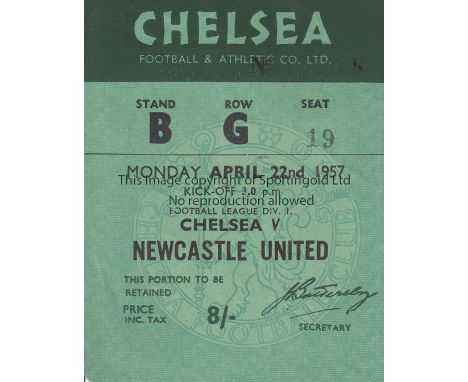 CHELSEA
FOOTBALL & ATHLETIC CO. LTD.
No 8
STAND ROW SEAT
B G 19
MONDAY APRIL 22nd 1957
This image copyright of Sportingold Ltd
KICK-OFF 3.0 p.m
No reproduction allowed
FOOTBALL LEAGUE DIV. I.
CHELSEA V
NEWCASTLE UNITED
THIS PORTION TO BE
RETAINED
PRICE
INC. TAX 8/-
SECRETARY